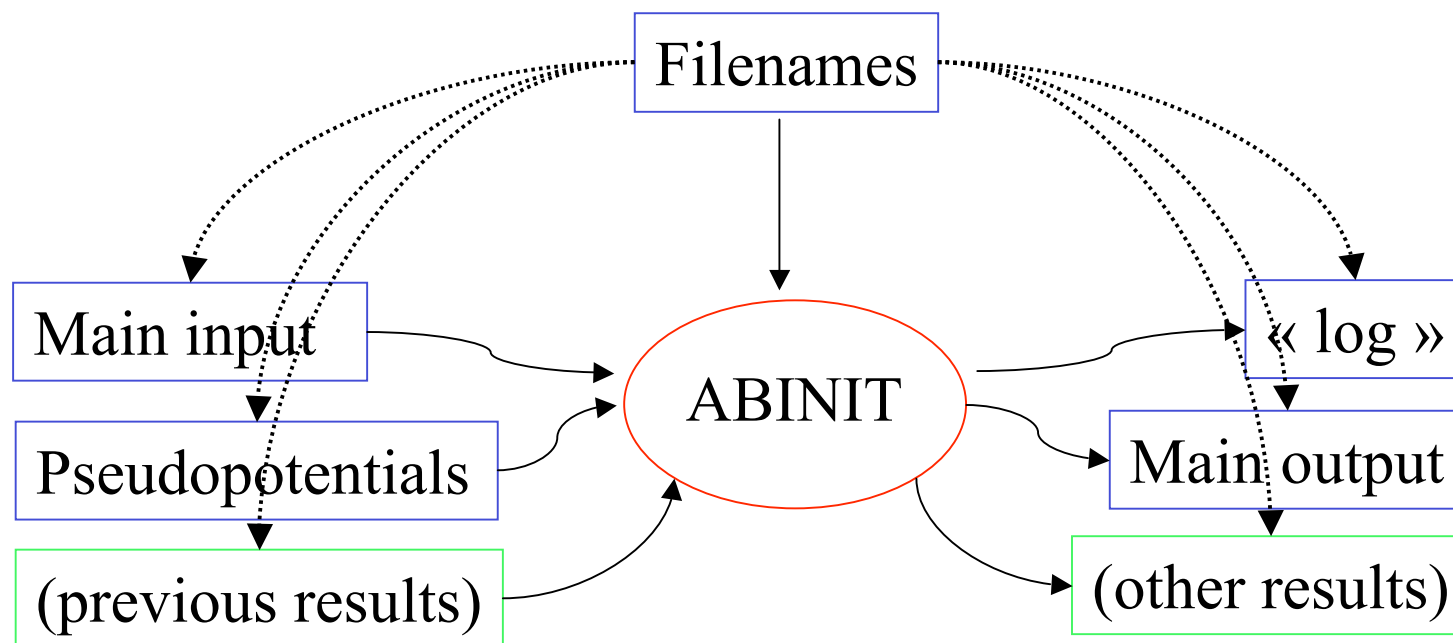 Filenames
Main input
Pseudopotentials
(previous results)
ABINIT
« log »
Main output
(other results)